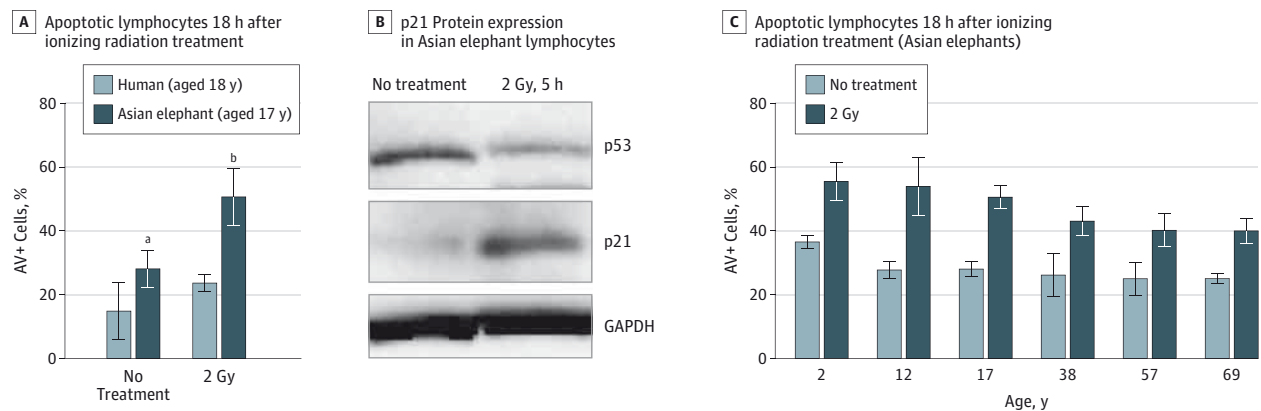 A Apoptotic lymphocytes 18 h after
ionizing radiation treatment
Human (aged 18 y)
Asian elephant (aged 17 y)
80
60
40
20
0
AV+ Cells, %
a
b
No
Treatment
2 Gy
B p21 Protein expression
in Asian elephant lymphocytes
No treatment 2 Gy, 5 h
p53
p21
GAPDH
C Apoptotic lymphocytes 18 h after ionizing
radiation treatment (Asian elephants)
No treatment
2 Gy
80
60
40
20
0
AV+ Cells, %
2 12 17 38 57 69
Age, y